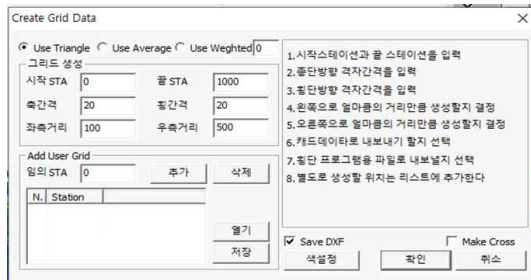 Create Grid Data
Use Triangle Use Average Use Weghted 0
그리드 생성
시작 STA 0 끝 STA 1000
축간격 20 횡간격 20
좌측거리 100 우측거리 500
Add User Grid
임의 STA 0 추가 삭제
N. Station
열기
저장
1.시작스테이션과 끝 스테이션을 입력
2.종단방향 격자간격을 입력
3.횡단방향 격자간격을 입력
4.왼쪽으로 얼마큼의 거리만큼 생성할지 결정
5.오른쪽으로 얼마큼의 거리만큼 생성할지 결정
6.캐드데이타로 내보내기 할지 선택
7.횡단 프로그램용 파일로 내보낼지 선택
8.별도로 생성할 위치는 리스트에 추가한다
Save DXF Make Cross
색설정 확인 취소